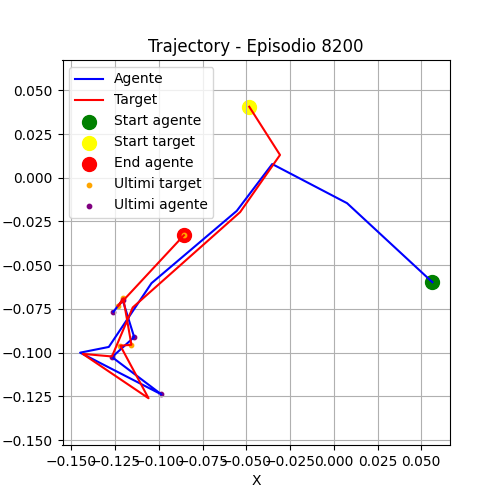 Trajectory - Episodio 8200
Agente
Target
Start agente
Start target
End agente
Ultimi target
Ultimi agente
0.050
0.025
0.000
−0.025
−0.050
−0.075
−0.100
−0.125
−0.150
−0.150−0.125−0.100−0.075−0.050−0.025 0.000 0.025 0.050
X